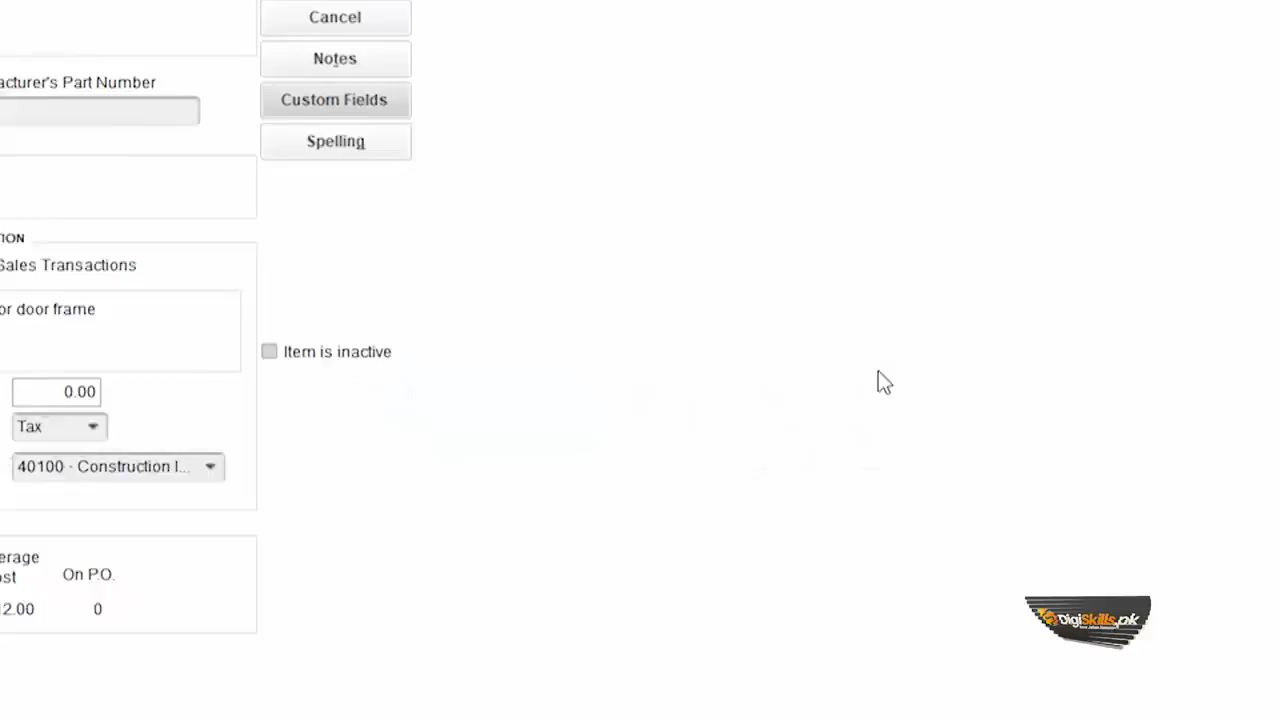 Cancel
Notes
acturer's Part Number
Custom Fields
Spelling
TION
Sales Transactions
or door frame
Item is inactive
0.00
Tax
40100 - Construction I...
erage
ost
On P.O.
12.00
0
DigiSkills.pk